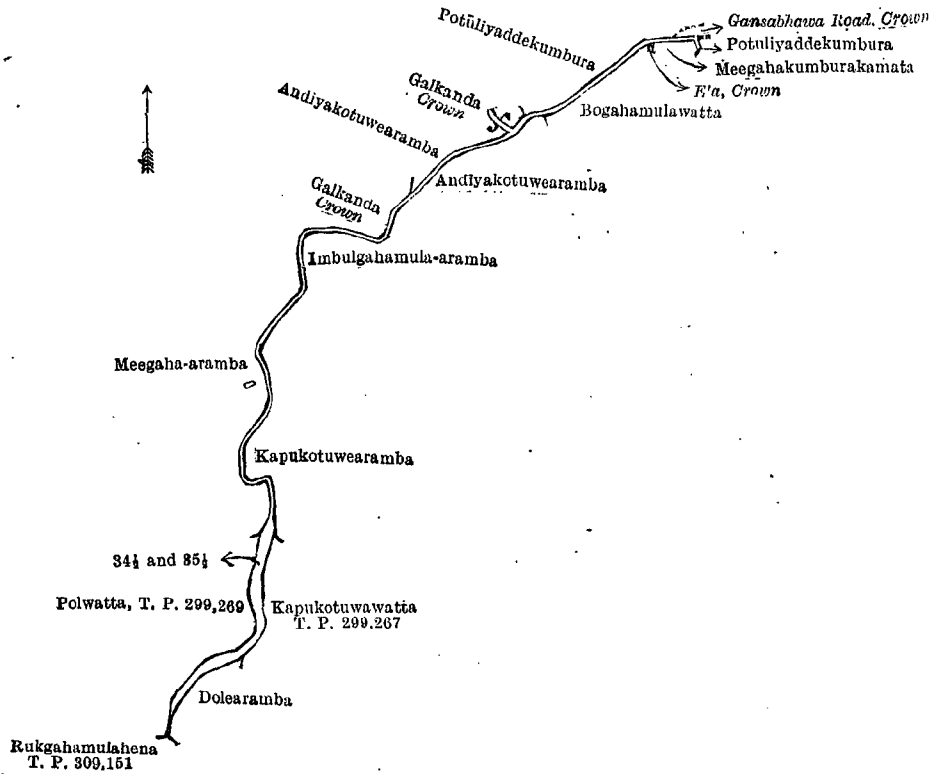 Gansabhawa Road, Crown
Potuliyaddekumbura
Potuliyaddekumbura
Meegahakumburakamata
E'a, Crown
Galkanda
Crown
Bogahamulawatta
Andiyakotuwearamba
Andiyakotuwearamba
Galkanda
Crown
Imbulgahamula-aramba
Meegaha-aramba
Kapukotuwearamba
34½ and 35½
Polwatta, T. P. 299,269
Kapukotuwawatta
T. P. 299,267
Dolearamba
Rukgahamulahena
T. P. 309,151